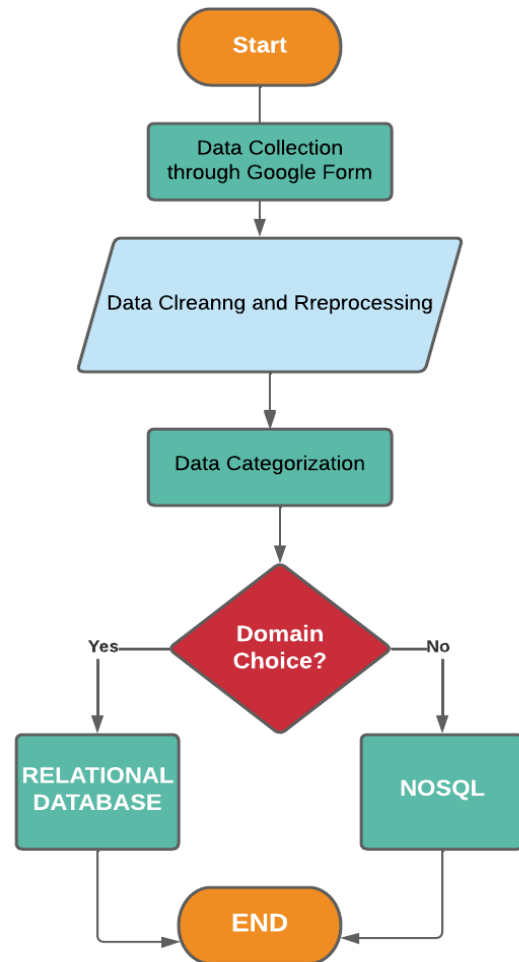 Start
Data Collection
through Google Form
Data Clreanng and Rreprocessing
Data Categorization
Domain
Choice?
Yes
No
RELATIONAL
DATABASE
NOSQL
END